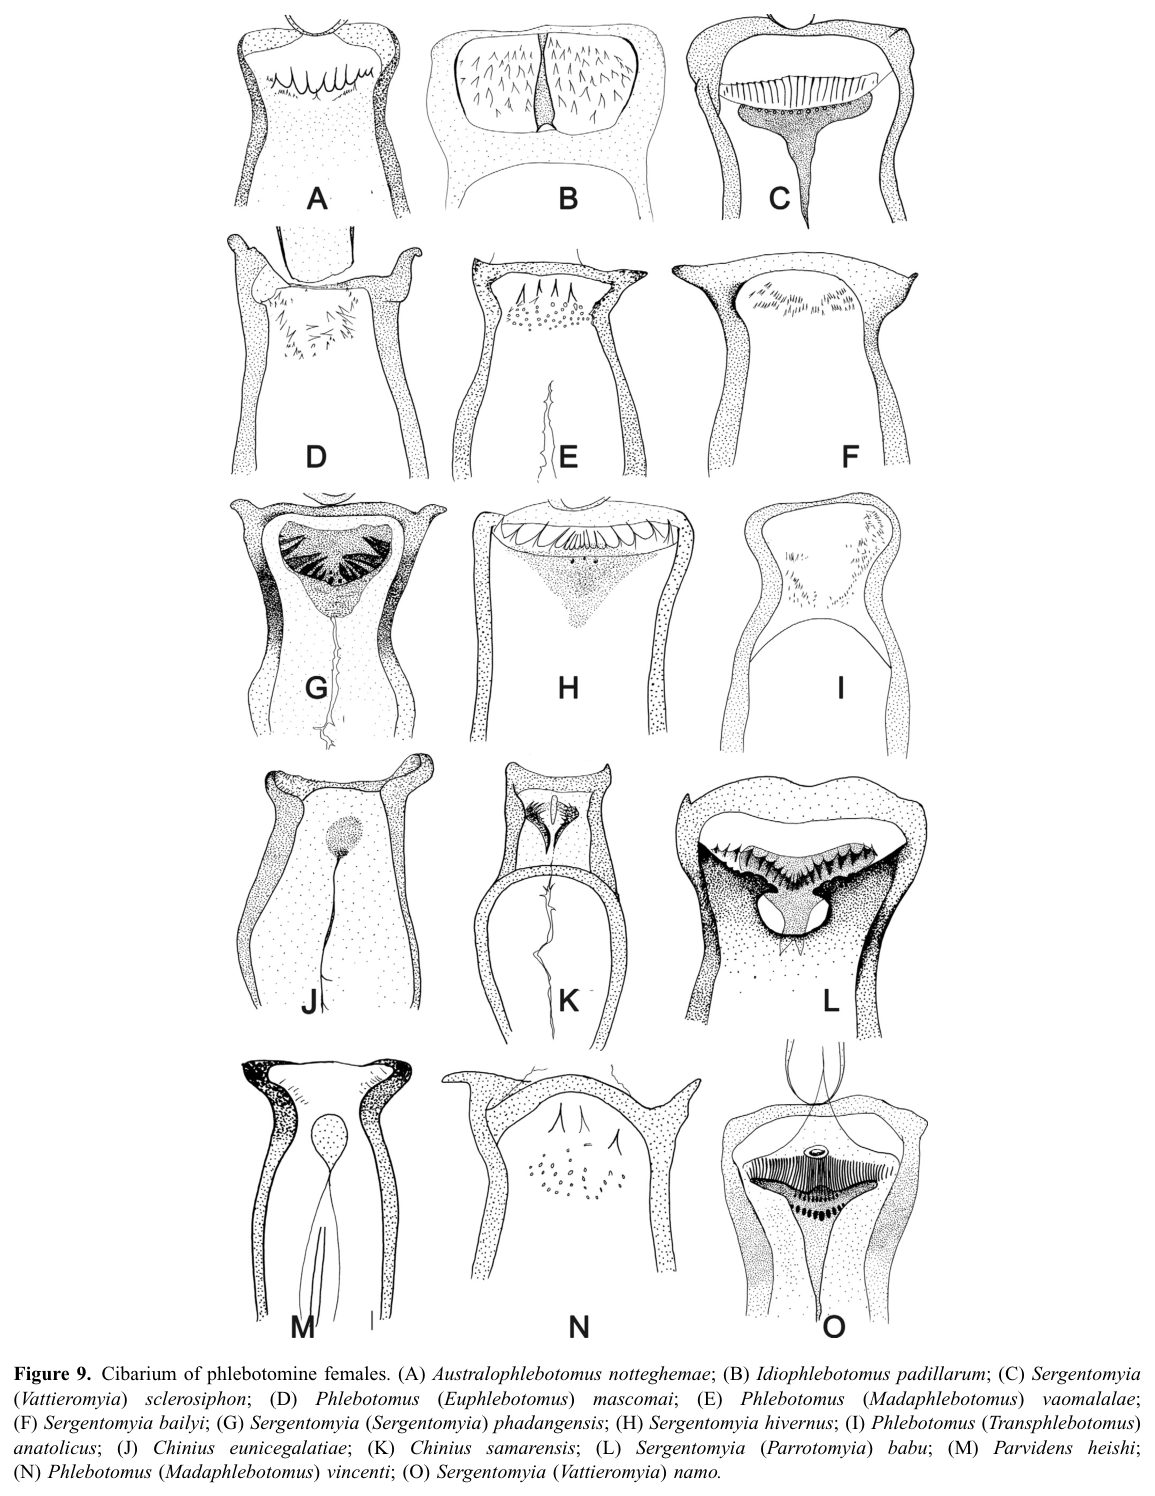 A
B
C
D
E
F
G
H
I
J
K
L
M
N
O
Figure 9. Cibarium of phlebotomine females. (A) Australophlebotomus notteghemae; (B) Idiophlebotomus padillarum; (C) Sergentomyia
(Vattieromyia) sclerosiphon; (D) Phlebotomus (Euphlebotomus) mascomai; (E) Phlebotomus (Madaphlebotomus) vaomalalae;
(F) Sergentomyia bailyi; (G) Sergentomyia (Sergentomyia) phadangensis; (H) Sergentomyia hivernus; (I) Phlebotomus (Transphlebotomus)
anatolicus; (J) Chinius eunicegalatiae; (K) Chinius samarensis; (L) Sergentomyia (Parrotomyia) babu; (M) Parvidens heishi;
(N) Phlebotomus (Madaphlebotomus) vincenti; (O) Sergentomyia (Vattieromyia) namo.